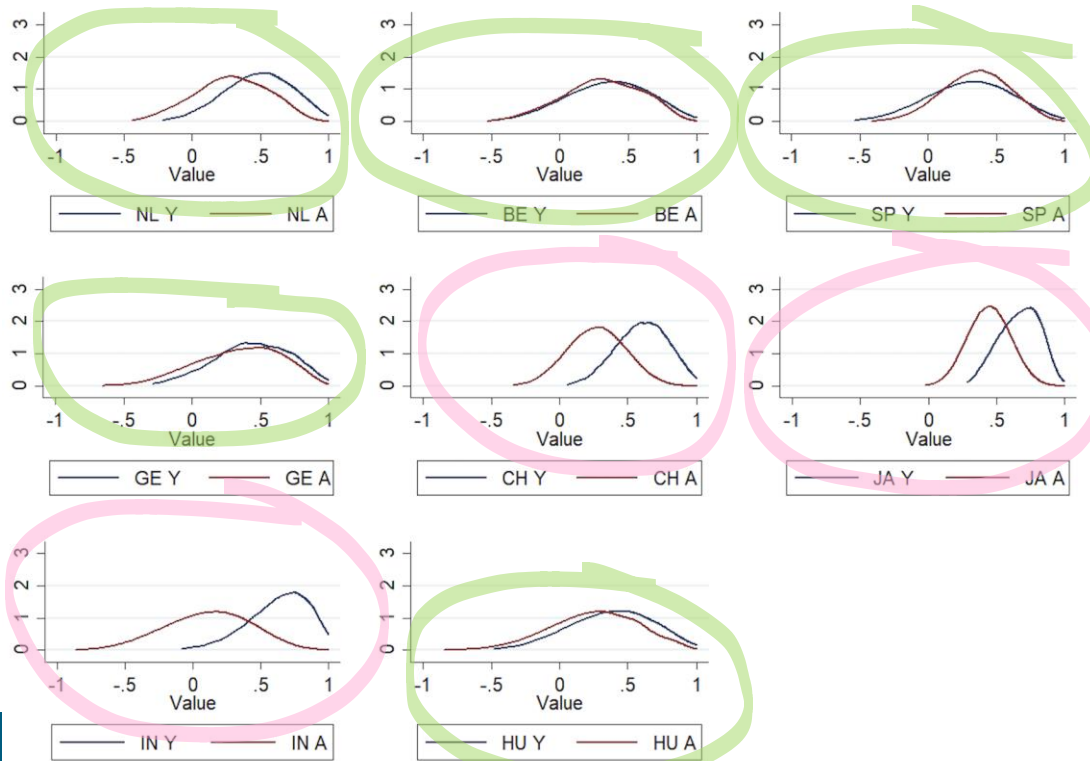 3
2
1
0
-1 -.5 0 .5 1
Value
NL Y NL A
3
2
1
0
-1 -.5 0 .5 1
Value
BE Y BE A
3
2
1
0
-1 -.5 0 .5 1
Value
SP Y SP A
3
2
1
0
-1 -.5 0 .5 1
Value
GE Y GE A
3
2
1
0
-1 -.5 0 .5 1
Value
CH Y CH A
3
2
1
0
-1 -.5 0 .5 1
Value
JA Y JA A
3
2
1
0
-1 -.5 0 .5 1
Value
IN Y IN A
3
2
1
0
-1 -.5 0 .5 1
Value
HU Y HU A